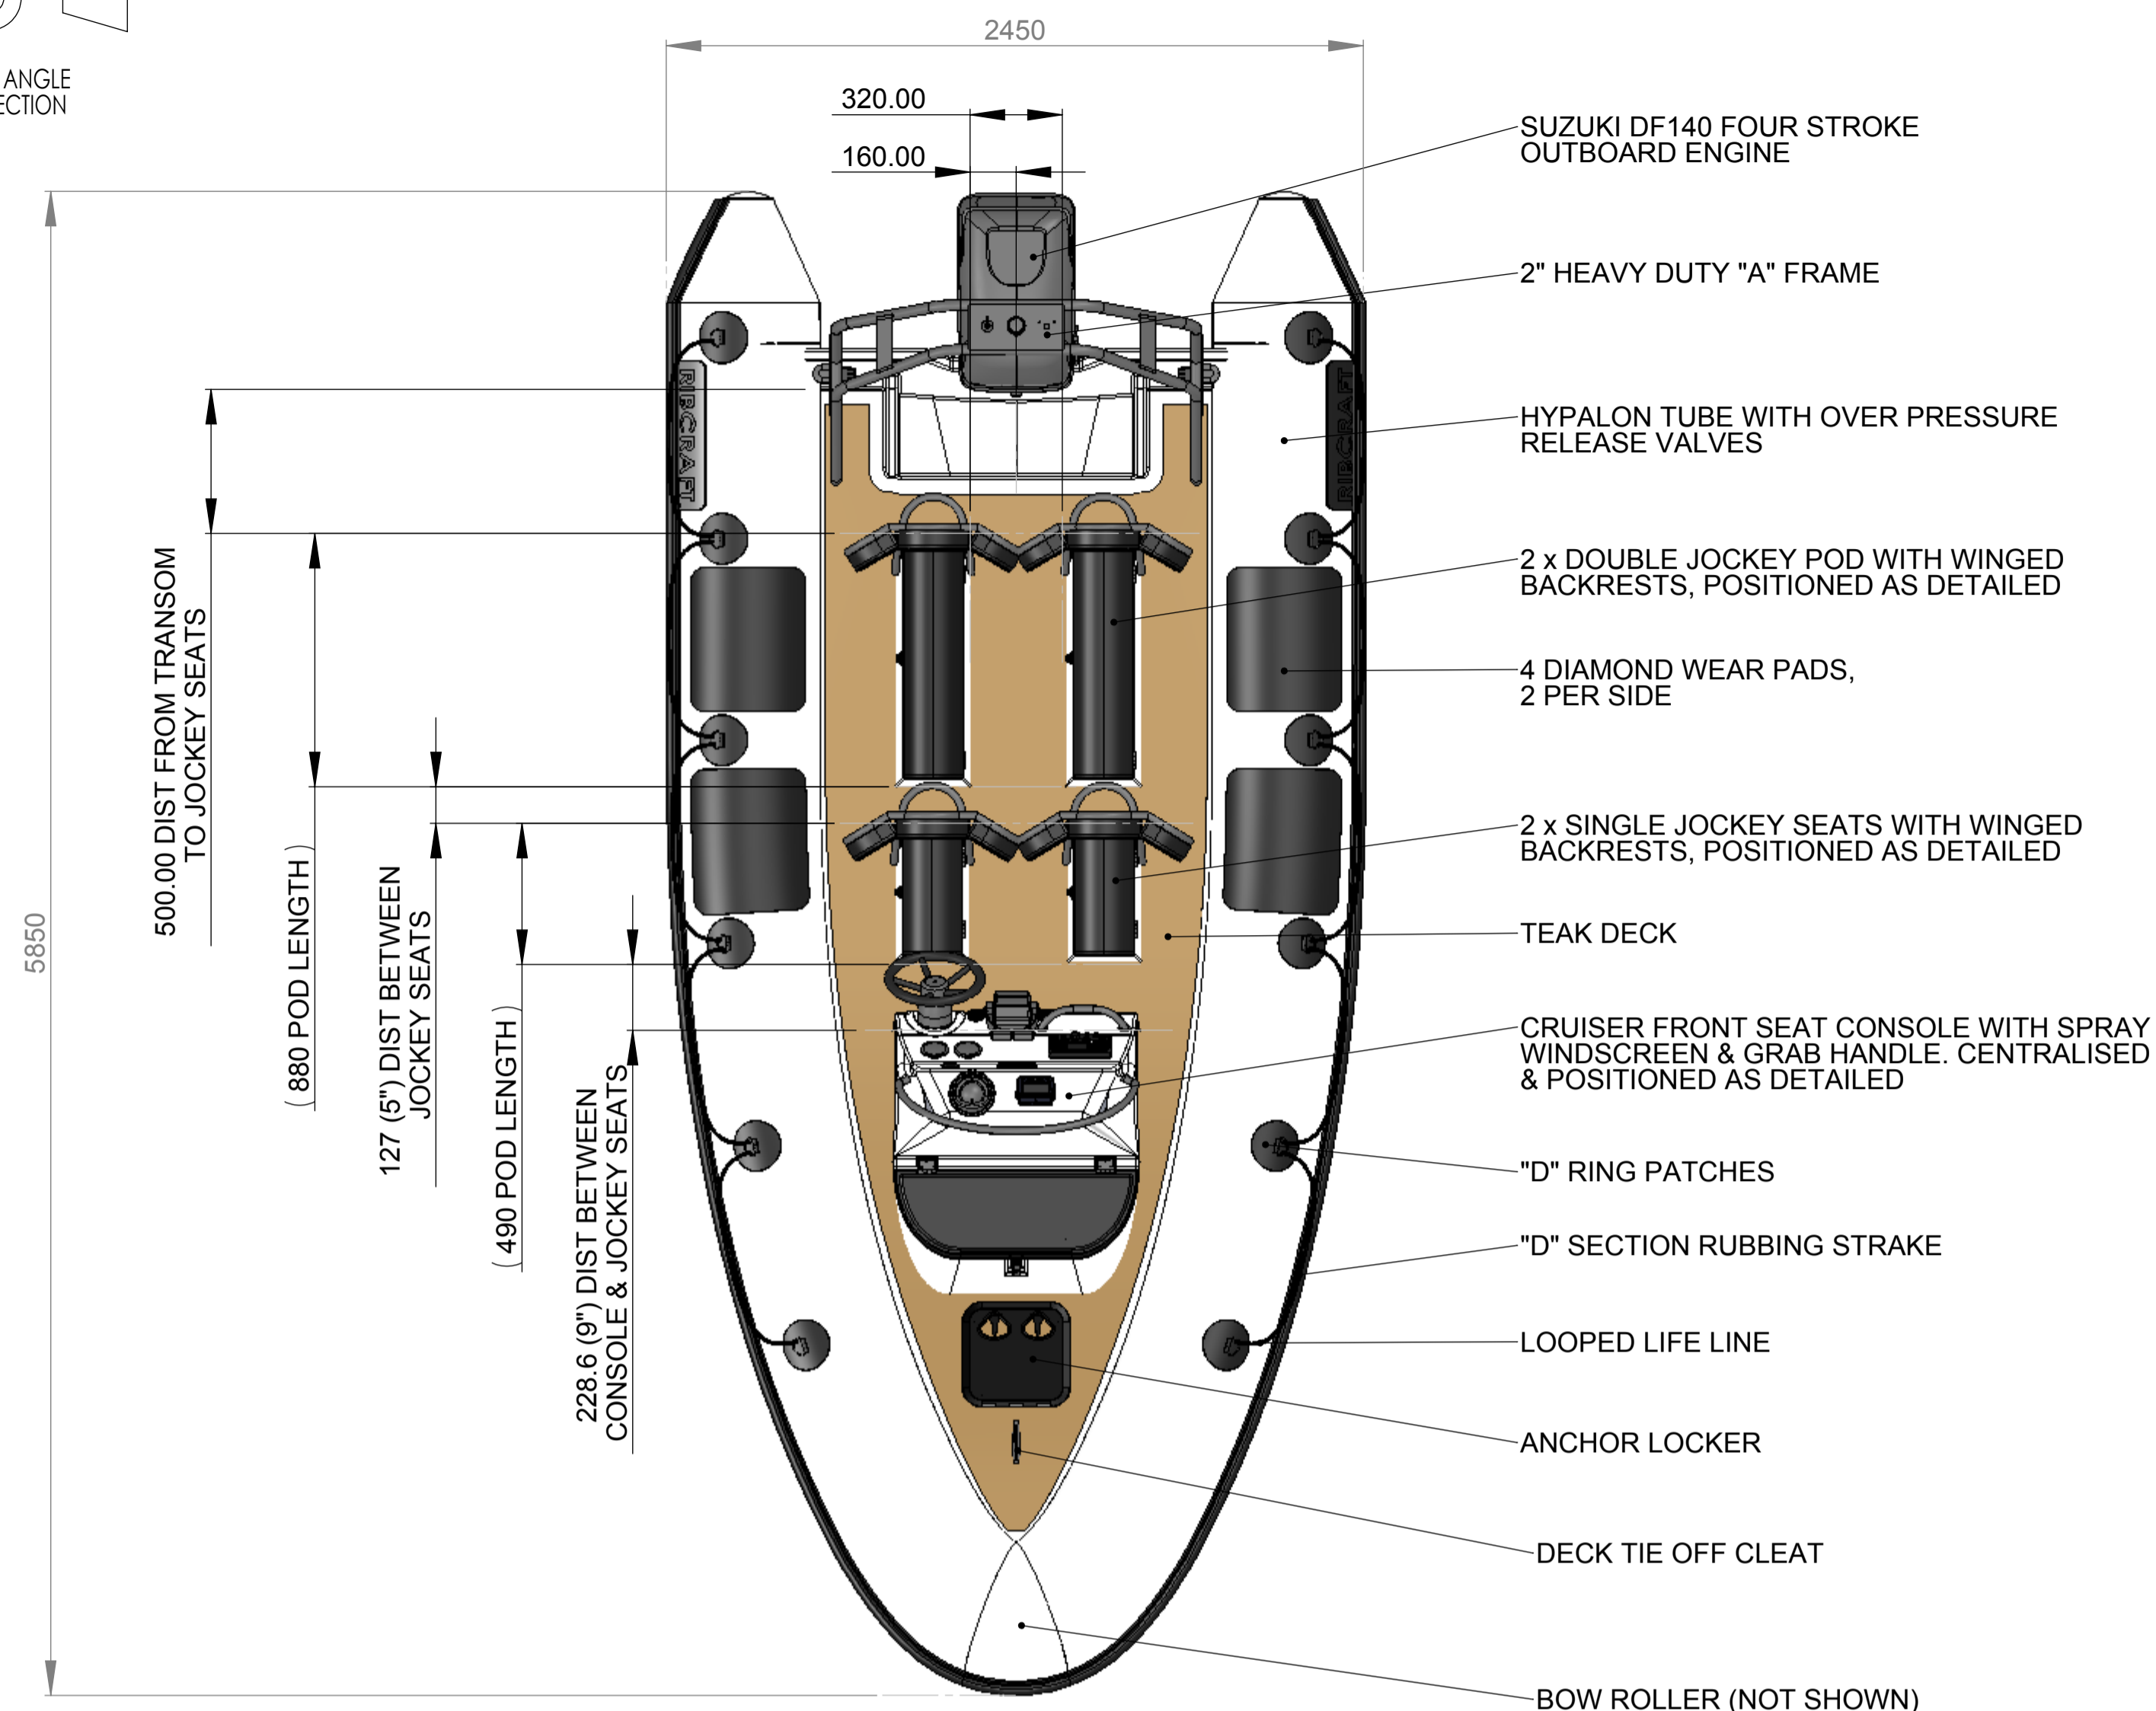 ANGLE
ECTION
2450
320.00
160.00
5850
500.00 DIST FROM TRANSOM
TO JOCKEY SEATS
( 880 POD LENGTH )
127 (5") DIST BETWEEN
JOCKEY SEATS
( 490 POD LENGTH )
228.6 (9") DIST BETWEEN
CONSOLE & JOCKEY SEATS
RIBCRAFT
RIBCRAFT
SUZUKI DF140 FOUR STROKE
OUTBOARD ENGINE
2" HEAVY DUTY "A" FRAME
HYPALON TUBE WITH OVER PRESSURE
RELEASE VALVES
2 x DOUBLE JOCKEY POD WITH WINGED
BACKRESTS, POSITIONED AS DETAILED
4 DIAMOND WEAR PADS,
2 PER SIDE
2 x SINGLE JOCKEY SEATS WITH WINGED
BACKRESTS, POSITIONED AS DETAILED
TEAK DECK
CRUISER FRONT SEAT CONSOLE WITH SPRAY
WINDSCREEN & GRAB HANDLE. CENTRALISED
& POSITIONED AS DETAILED
"D" RING PATCHES
"D" SECTION RUBBING STRAKE
LOOPED LIFE LINE
ANCHOR LOCKER
DECK TIE OFF CLEAT
BOW ROLLER (NOT SHOWN)